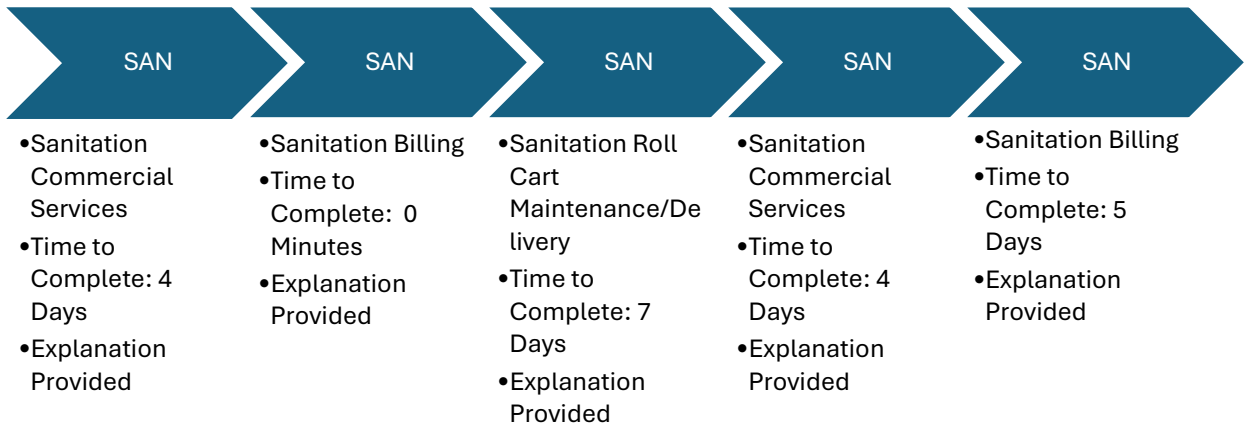 SAN
SAN
SAN
SAN
SAN
•Sanitation
Commercial
Services
•Time to
Complete: 4
Days
•Explanation
Provided
•Sanitation Billing
•Time to
Complete:  0
Minutes
•Explanation
Provided
•Sanitation Roll
Cart
Maintenance/De
livery
•Time to
Complete: 7
Days
•Explanation
Provided
•Sanitation
Commercial
Services
•Time to
Complete: 4
Days
•Explanation
Provided
•Sanitation Billing
•Time to
Complete: 5
Days
•Explanation
Provided